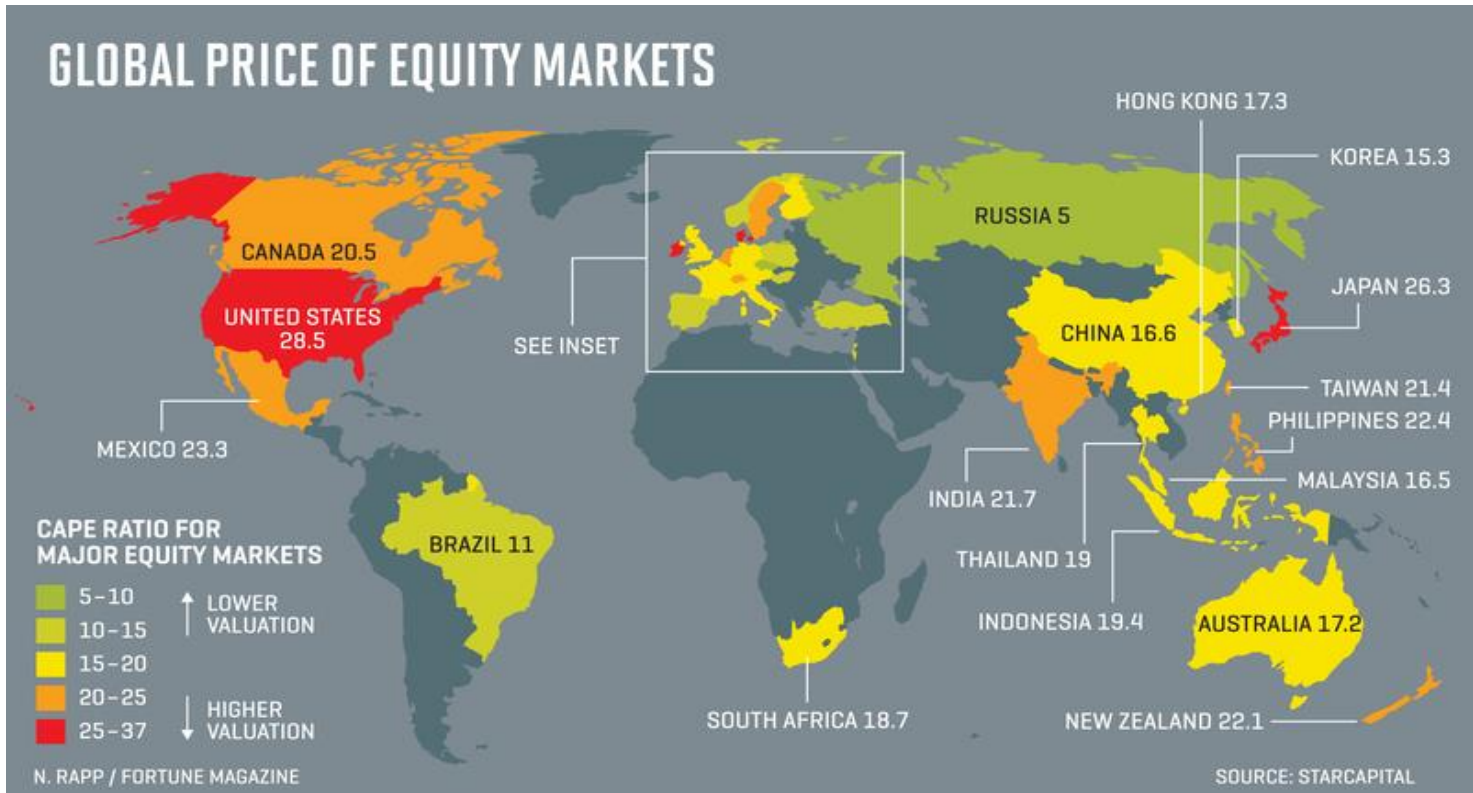 GLOBAL PRICE OF EQUITY MARKETS
HONG KONG 17.3
KOREA 15.3
RUSSIA 5
CANADA 20.5
JAPAN 26.3
UNITED STATES
28.5
SEE INSET
CHINA 16.6
TAIWAN 21.4
PHILIPPINES 22.4
MEXICO 23.3
MALAYSIA 16.5
INDIA 21.7
CAPE RATIO FOR
MAJOR EQUITY MARKETS
BRAZIL 11
THAILAND 19
5–10
LOWER
VALUATION
10–15
INDONESIA 19.4
AUSTRALIA 17.2
15–20
20–25
HIGHER
VALUATION
25–37
SOUTH AFRICA 18.7
NEW ZEALAND 22.1
N. RAPP / FORTUNE MAGAZINE
SOURCE: STARCAPITAL